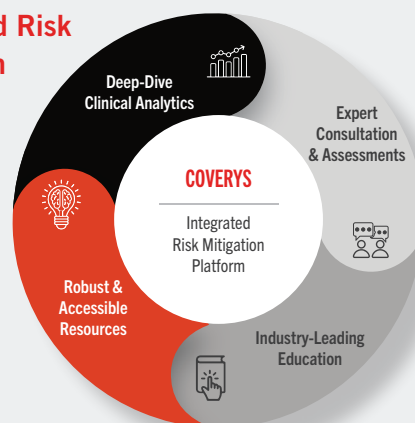 Risk
Deep-Dive
Clinical Analytics
Expert
Consultation
& Assessments
COVERYS
Integrated
Risk Mitigation
Platform
Robust &
Accessible
Resources
Industry-Leading
Education